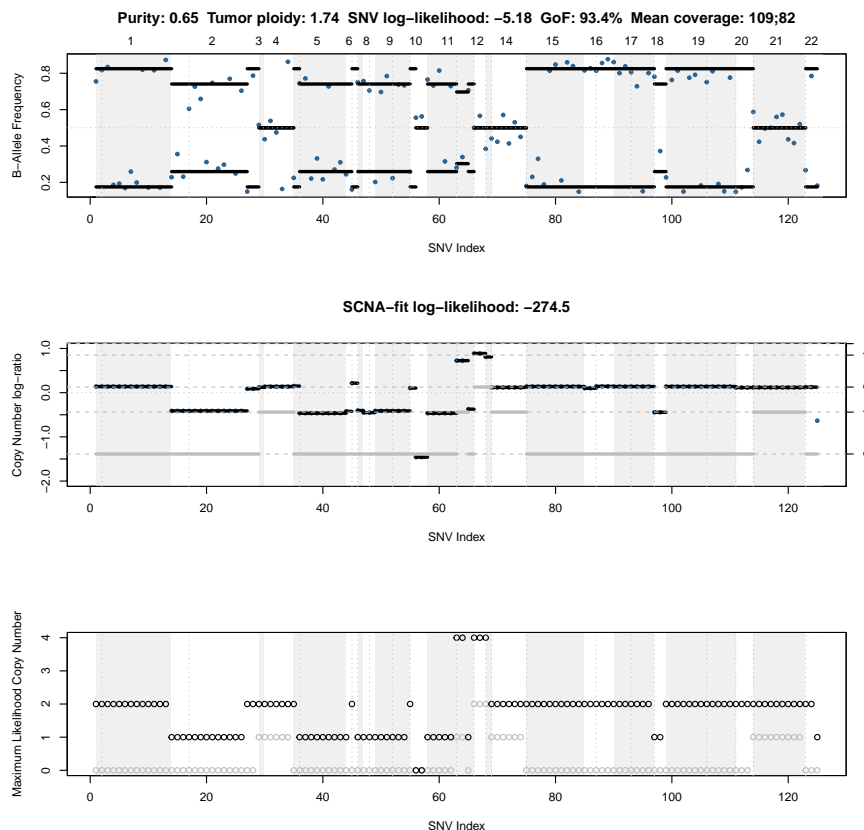 Purity: 0.65 Tumor ploidy: 1.74 SNV log−likelihood: −5.18 GoF: 93.4% Mean coverage: 109;82
1 2 3 4 5 6 8 9 10 11 12 14 15 16 17 18 19 20 21 22
B−Allele Frequency
0.8
0.6
0.4
0.2
0 20 40 60 80 100 120
SNV Index
SCNA−fit log−likelihood: −274.5
Copy Number log−ratio
1.0
0.0
−1.0
−2.0
0 20 40 60 80 100 120
SNV Index
Maximum Likelihood Copy Number
4
3
2
1
0
0 20 40 60 80 100 120
SNV Index